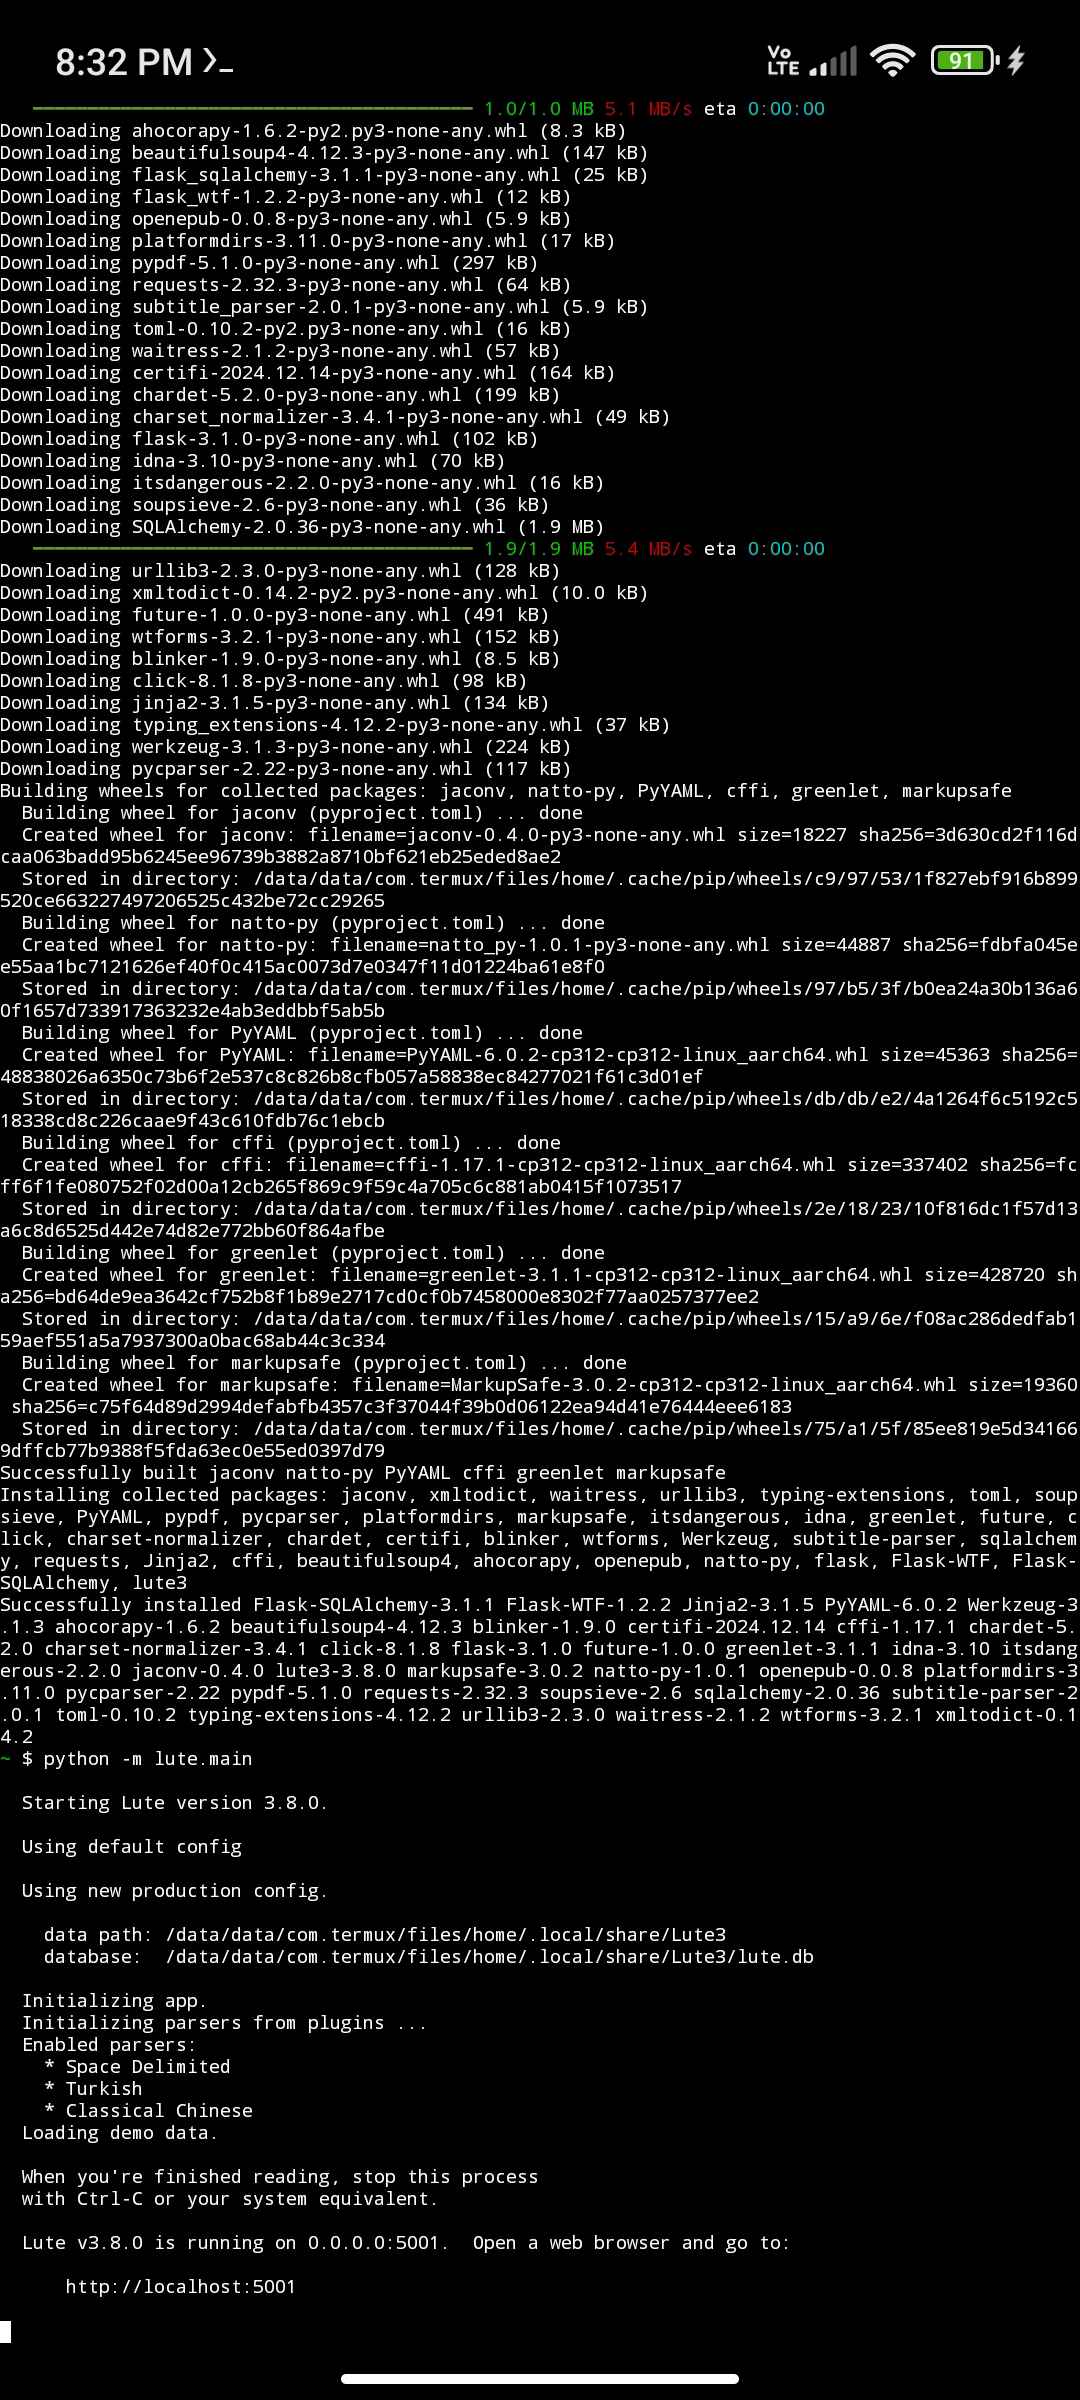 8:32 PM
Vo LTE
91
1.0/1.0 MB 5.1 MB/s eta 0:00:00
Downloading ahocorapy-1.6.2-py2.py3-none-any.whl (8.3 kB)
Downloading beautifulsoup4-4.12.3-py3-none-any.whl (147 kB)
Downloading flask_sqlalchemy-3.1.1-py3-none-any.whl (25 kB)
Downloading flask_wtf-1.2.2-py3-none-any.whl (12 kB)
Downloading openepub-0.0.8-py3-none-any.whl (5.9 kB)
Downloading platformdirs-3.11.0-py3-none-any.whl (17 kB)
Downloading pypdf-5.1.0-py3-none-any.whl (297 kB)
Downloading requests-2.32.3-py3-none-any.whl (64 kB)
Downloading subtitle_parser-2.0.1-py3-none-any.whl (5.9 kB)
Downloading toml-0.10.2-py2.py3-none-any.whl (16 kB)
Downloading waitress-2.1.2-py3-none-any.whl (57 kB)
Downloading certifi-2024.12.14-py3-none-any.whl (164 kB)
Downloading chardet-5.2.0-py3-none-any.whl (199 kB)
Downloading charset_normalizer-3.4.1-py3-none-any.whl (49 kB)
Downloading flask-3.1.0-py3-none-any.whl (102 kB)
Downloading idna-3.10-py3-none-any.whl (70 kB)
Downloading itsdangerous-2.2.0-py3-none-any.whl (16 kB)
Downloading soupsieve-2.6-py3-none-any.whl (36 kB)
Downloading SQLAlchemy-2.0.36-py3-none-any.whl (1.9 MB)
1.9/1.9 MB 5.4 MB/s eta 0:00:00
Downloading urllib3-2.3.0-py3-none-any.whl (128 kB)
Downloading xmltodict-0.14.2-py2.py3-none-any.whl (10.0 kB)
Downloading future-1.0.0-py3-none-any.whl (491 kB)
Downloading wtforms-3.2.1-py3-none-any.whl (152 kB)
Downloading blinker-1.9.0-py3-none-any.whl (8.5 kB)
Downloading click-8.1.8-py3-none-any.whl (98 kB)
Downloading jinja2-3.1.5-py3-none-any.whl (134 kB)
Downloading typing_extensions-4.12.2-py3-none-any.whl (37 kB)
Downloading werkzeug-3.1.3-py3-none-any.whl (224 kB)
Downloading pycparser-2.22-py3-none-any.whl (117 kB)
Building wheels for collected packages: jaconv, natto-py, PyYAML, cffi, greenlet, markupsafe
Building wheel for jaconv (pyproject.toml) ... done
Created wheel for jaconv: filename=jaconv-0.4.0-py3-none-any.whl size=18227 sha256=3d630cd2f116d
caa063badd95b6245ee96739b3882a8710bf621eb25eded8ae2
Stored in directory: /data/data/com.termux/files/home/.cache/pip/wheels/c9/97/53/1f827ebf916b899
520ce663227497206525c432be72cc29265
Building wheel for natto-py (pyproject.toml) ... done
Created wheel for natto-py: filename=natto_py-1.0.1-py3-none-any.whl size=44887 sha256=fdbfa045e
e55aa1bc7121626ef40f0c415ac0073d7e0347f11d01224ba61e8f0
Stored in directory: /data/data/com.termux/files/home/.cache/pip/wheels/97/b5/3f/b0ea24a30b136a6
0f1657d733917363232e4ab3eddbbf5ab5b
Building wheel for PyYAML (pyproject.toml) ... done
Created wheel for PyYAML: filename=PyYAML-6.0.2-cp312-cp312-linux_aarch64.whl size=45363 sha256=
48838026a6350c73b6f2e537c8c826b8cfb057a58838ec84277021f61c3d01ef
Stored in directory: /data/data/com.termux/files/home/.cache/pip/wheels/db/db/e2/4a1264f6c5192c5
18338cd8c226caae9f43c610fdb76c1ebcb
Building wheel for cffi (pyproject.toml) ... done
Created wheel for cffi: filename=cffi-1.17.1-cp312-cp312-linux_aarch64.whl size=337402 sha256=fc
ff6f1fe080752f02d00a12cb265f869c9f59c4a705c6c881ab0415f1073517
Stored in directory: /data/data/com.termux/files/home/.cache/pip/wheels/2e/18/23/10f816dc1f57d13
a6c8d6525d442e74d82e772bb60f864afbe
Building wheel for greenlet (pyproject.toml) ... done
Created wheel for greenlet: filename=greenlet-3.1.1-cp312-cp312-linux_aarch64.whl size=428720 sh
a256=bd64de9ea3642cf752b8f1b89e2717cd0cf0b7458000e8302f77aa0257377ee2
Stored in directory: /data/data/com.termux/files/home/.cache/pip/wheels/15/a9/6e/f08ac286dedfab1
59aef551a5a7937300a0bac68ab44c3c334
Building wheel for markupsafe (pyproject.toml) ... done
Created wheel for markupsafe: filename=MarkupSafe-3.0.2-cp312-cp312-linux_aarch64.whl size=19360
sha256=c75f64d89d2994defabfb4357c3f37044f39b0d06122ea94d41e76444eee6183
Stored in directory: /data/data/com.termux/files/home/.cache/pip/wheels/75/a1/5f/85ee819e5d34166
9dffcb77b9388f5fda63ec0e55ed0397d79
Successfully built jaconv natto-py PyYAML cffi greenlet markupsafe
Installing collected packages: jaconv, xmltodict, waitress, urllib3, typing-extensions, toml, soup
sieve, PyYAML, pypdf, pycparser, platformdirs, markupsafe, itsdangerous, idna, greenlet, future, c
lick, charset-normalizer, chardet, certifi, blinker, wtforms, Werkzeug, subtitle-parser, sqlalchem
y, requests, Jinja2, cffi, beautifulsoup4, ahocorapy, openepub, natto-py, flask, Flask-WTF, Flask-
SQLAlchemy, lute3
Successfully installed Flask-SQLAlchemy-3.1.1 Flask-WTF-1.2.2 Jinja2-3.1.5 PyYAML-6.0.2 Werkzeug-3
.1.3 ahocorapy-1.6.2 beautifulsoup4-4.12.3 blinker-1.9.0 certifi-2024.12.14 cffi-1.17.1 chardet-5.
2.0 charset-normalizer-3.4.1 click-8.1.8 flask-3.1.0 future-1.0.0 greenlet-3.1.1 idna-3.10 itsdang
erous-2.2.0 jaconv-0.4.0 lute3-3.8.0 markupsafe-3.0.2 natto-py-1.0.1 openepub-0.0.8 platformdirs-3
.11.0 pycparser-2.22 pypdf-5.1.0 requests-2.32.3 soupsieve-2.6 sqlalchemy-2.0.36 subtitle-parser-2
.0.1 toml-0.10.2 typing-extensions-4.12.2 urllib3-2.3.0 waitress-2.1.2 wtforms-3.2.1 xmltodict-0.1
4.2
~ $ python -m lute.main
Starting Lute version 3.8.0.
Using default config
Using new production config.
data path: /data/data/com.termux/files/home/.local/share/Lute3
database:  /data/data/com.termux/files/home/.local/share/Lute3/lute.db
Initializing app.
Initializing parsers from plugins ...
Enabled parsers:
* Space Delimited
* Turkish
* Classical Chinese
Loading demo data.
When you're finished reading, stop this process
with Ctrl-C or your system equivalent.
Lute v3.8.0 is running on 0.0.0.0:5001.  Open a web browser and go to:
http://localhost:5001